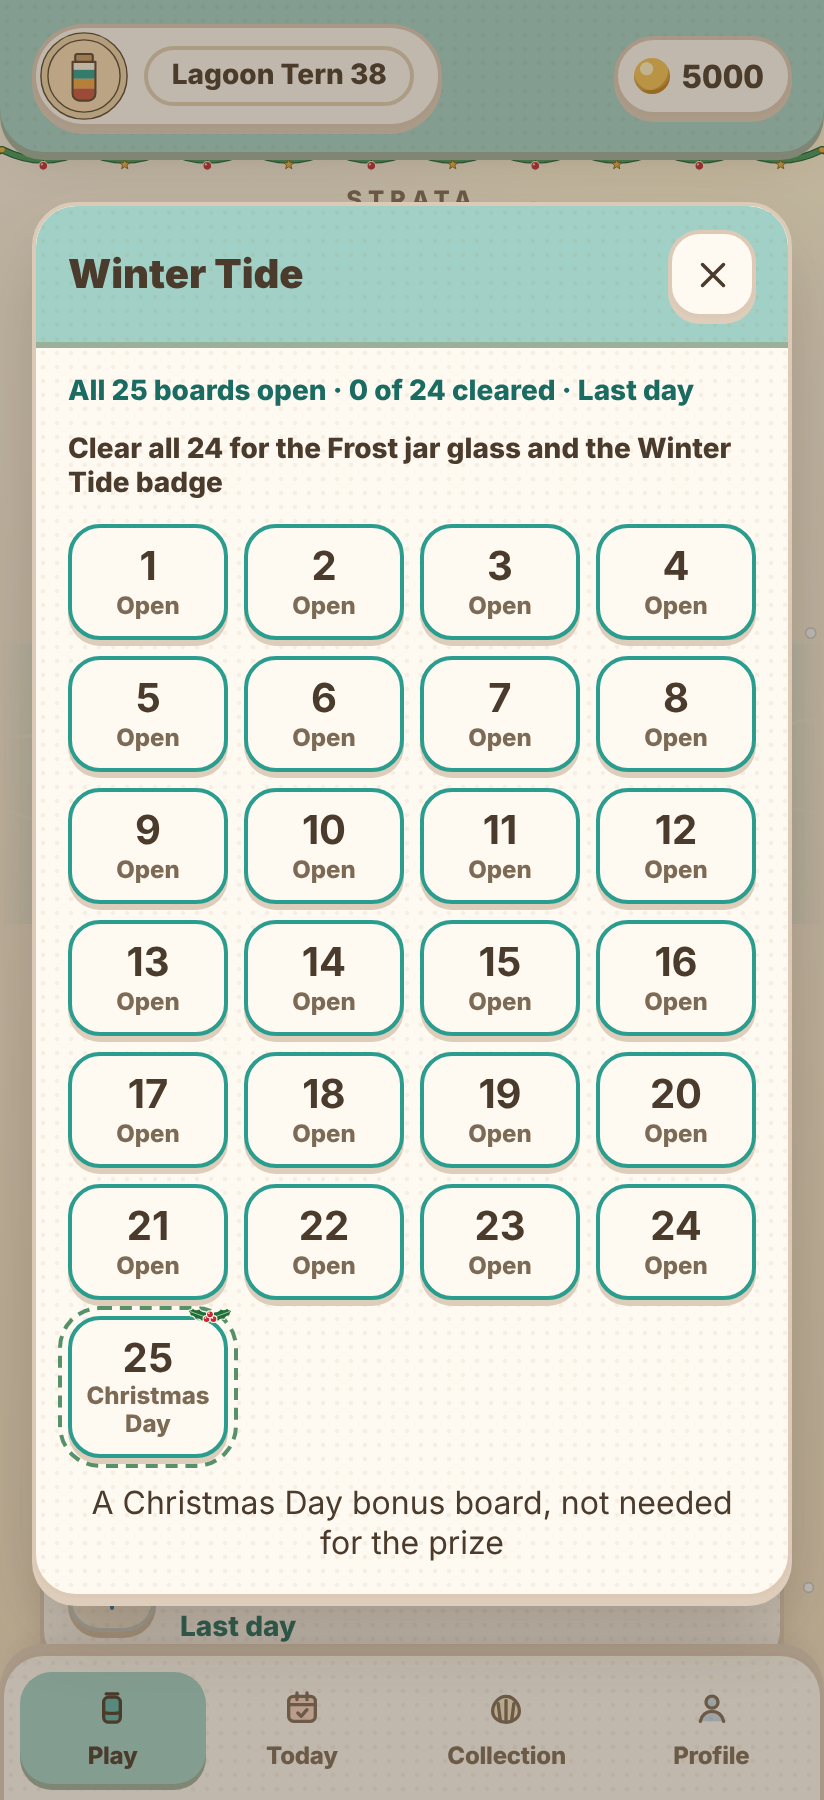 Lagoon Tern 38
5000
STRATA
Winter Tide
All 25 boards open · 0 of 24 cleared · Last day
Clear all 24 for the Frost jar glass and the Winter
Tide badge
1 2 3 4
Open Open Open Open
5 6 7 8
Open Open Open Open
9 10 11 12
Open Open Open Open
13 14 15 16
Open Open Open Open
17 18 19 20
Open Open Open Open
21 22 23 24
Open Open Open Open
25
Christmas
Day
A Christmas Day bonus board, not needed
for the prize
Last day
Play Today Collection Profile